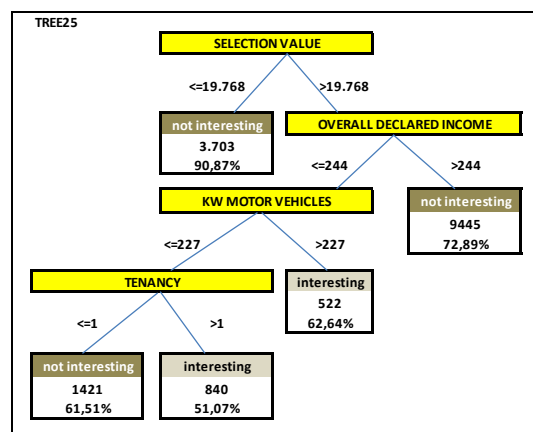 TREE25
SELECTION VALUE
<=19.768 >19.768
not interesting
3.703
90,87%
OVERALL DECLARED INCOME
<=244 >244
KW MOTOR VEHICLES
not interesting
9445
72,89%
<=227 >227
TENANCY
interesting
522
62,64%
<=1 >1
not interesting
1421
61,51%
interesting
840
51,07%